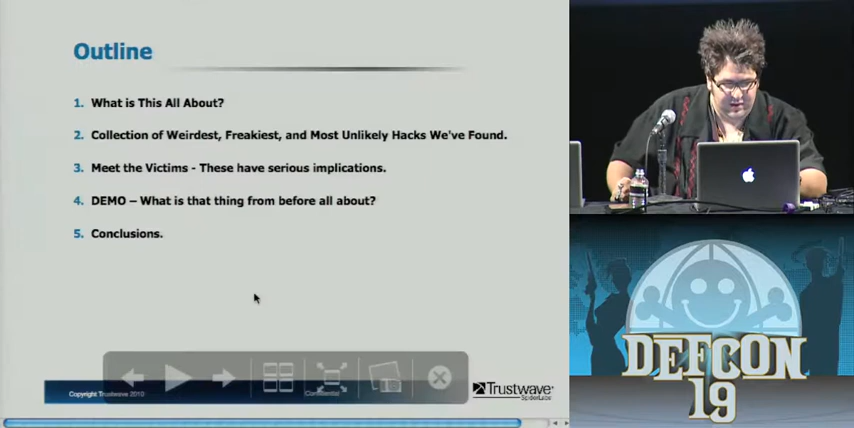 Outline
1. What is This All About?
2. Collection of Weirdest, Freakiest, and Most Unlikely Hacks We've Found.
3. Meet the Victims - These have serious implications.
4. DEMO – What is that thing from before all about?
5. Conclusions.
Copyright Trustwave 2010
Confidential
Trustwave®
SpiderLabs
DEFCON
19